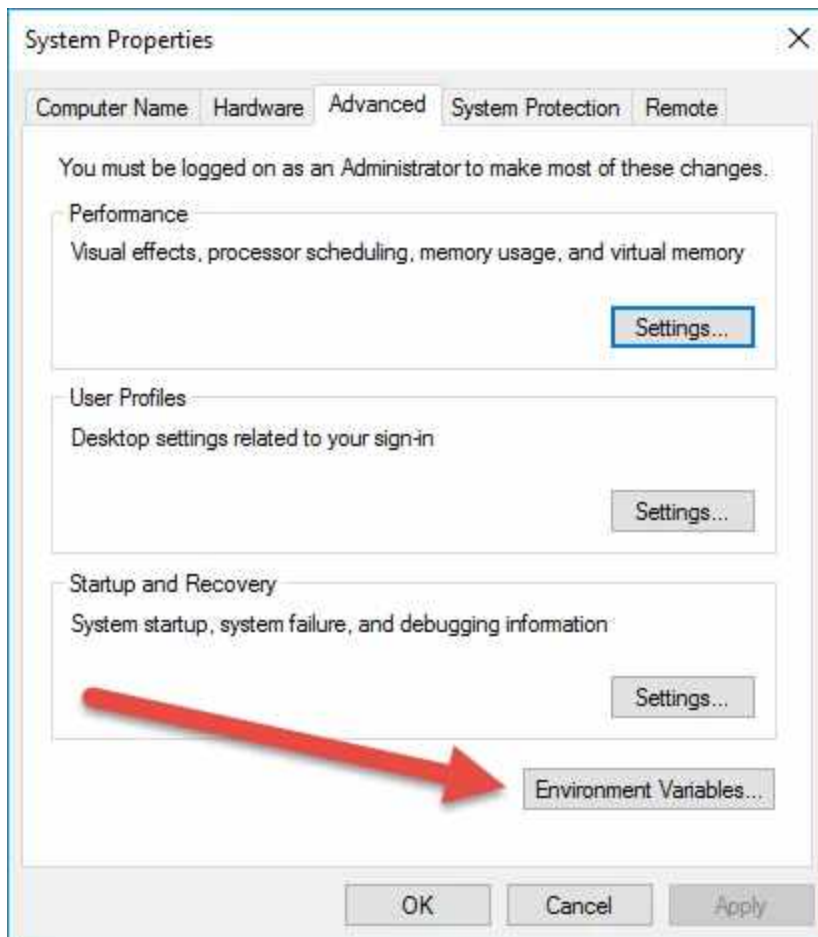 System Properties
Computer Name Hardware Advanced System Protection Remote
You must be logged on as an Administrator to make most of these changes.
Performance
Visual effects, processor scheduling, memory usage, and virtual memory
Settings...
User Profiles
Desktop settings related to your sign-in
Settings...
Startup and Recovery
System startup, system failure, and debugging information
Settings...
Environment Variables...
OK Cancel Apply